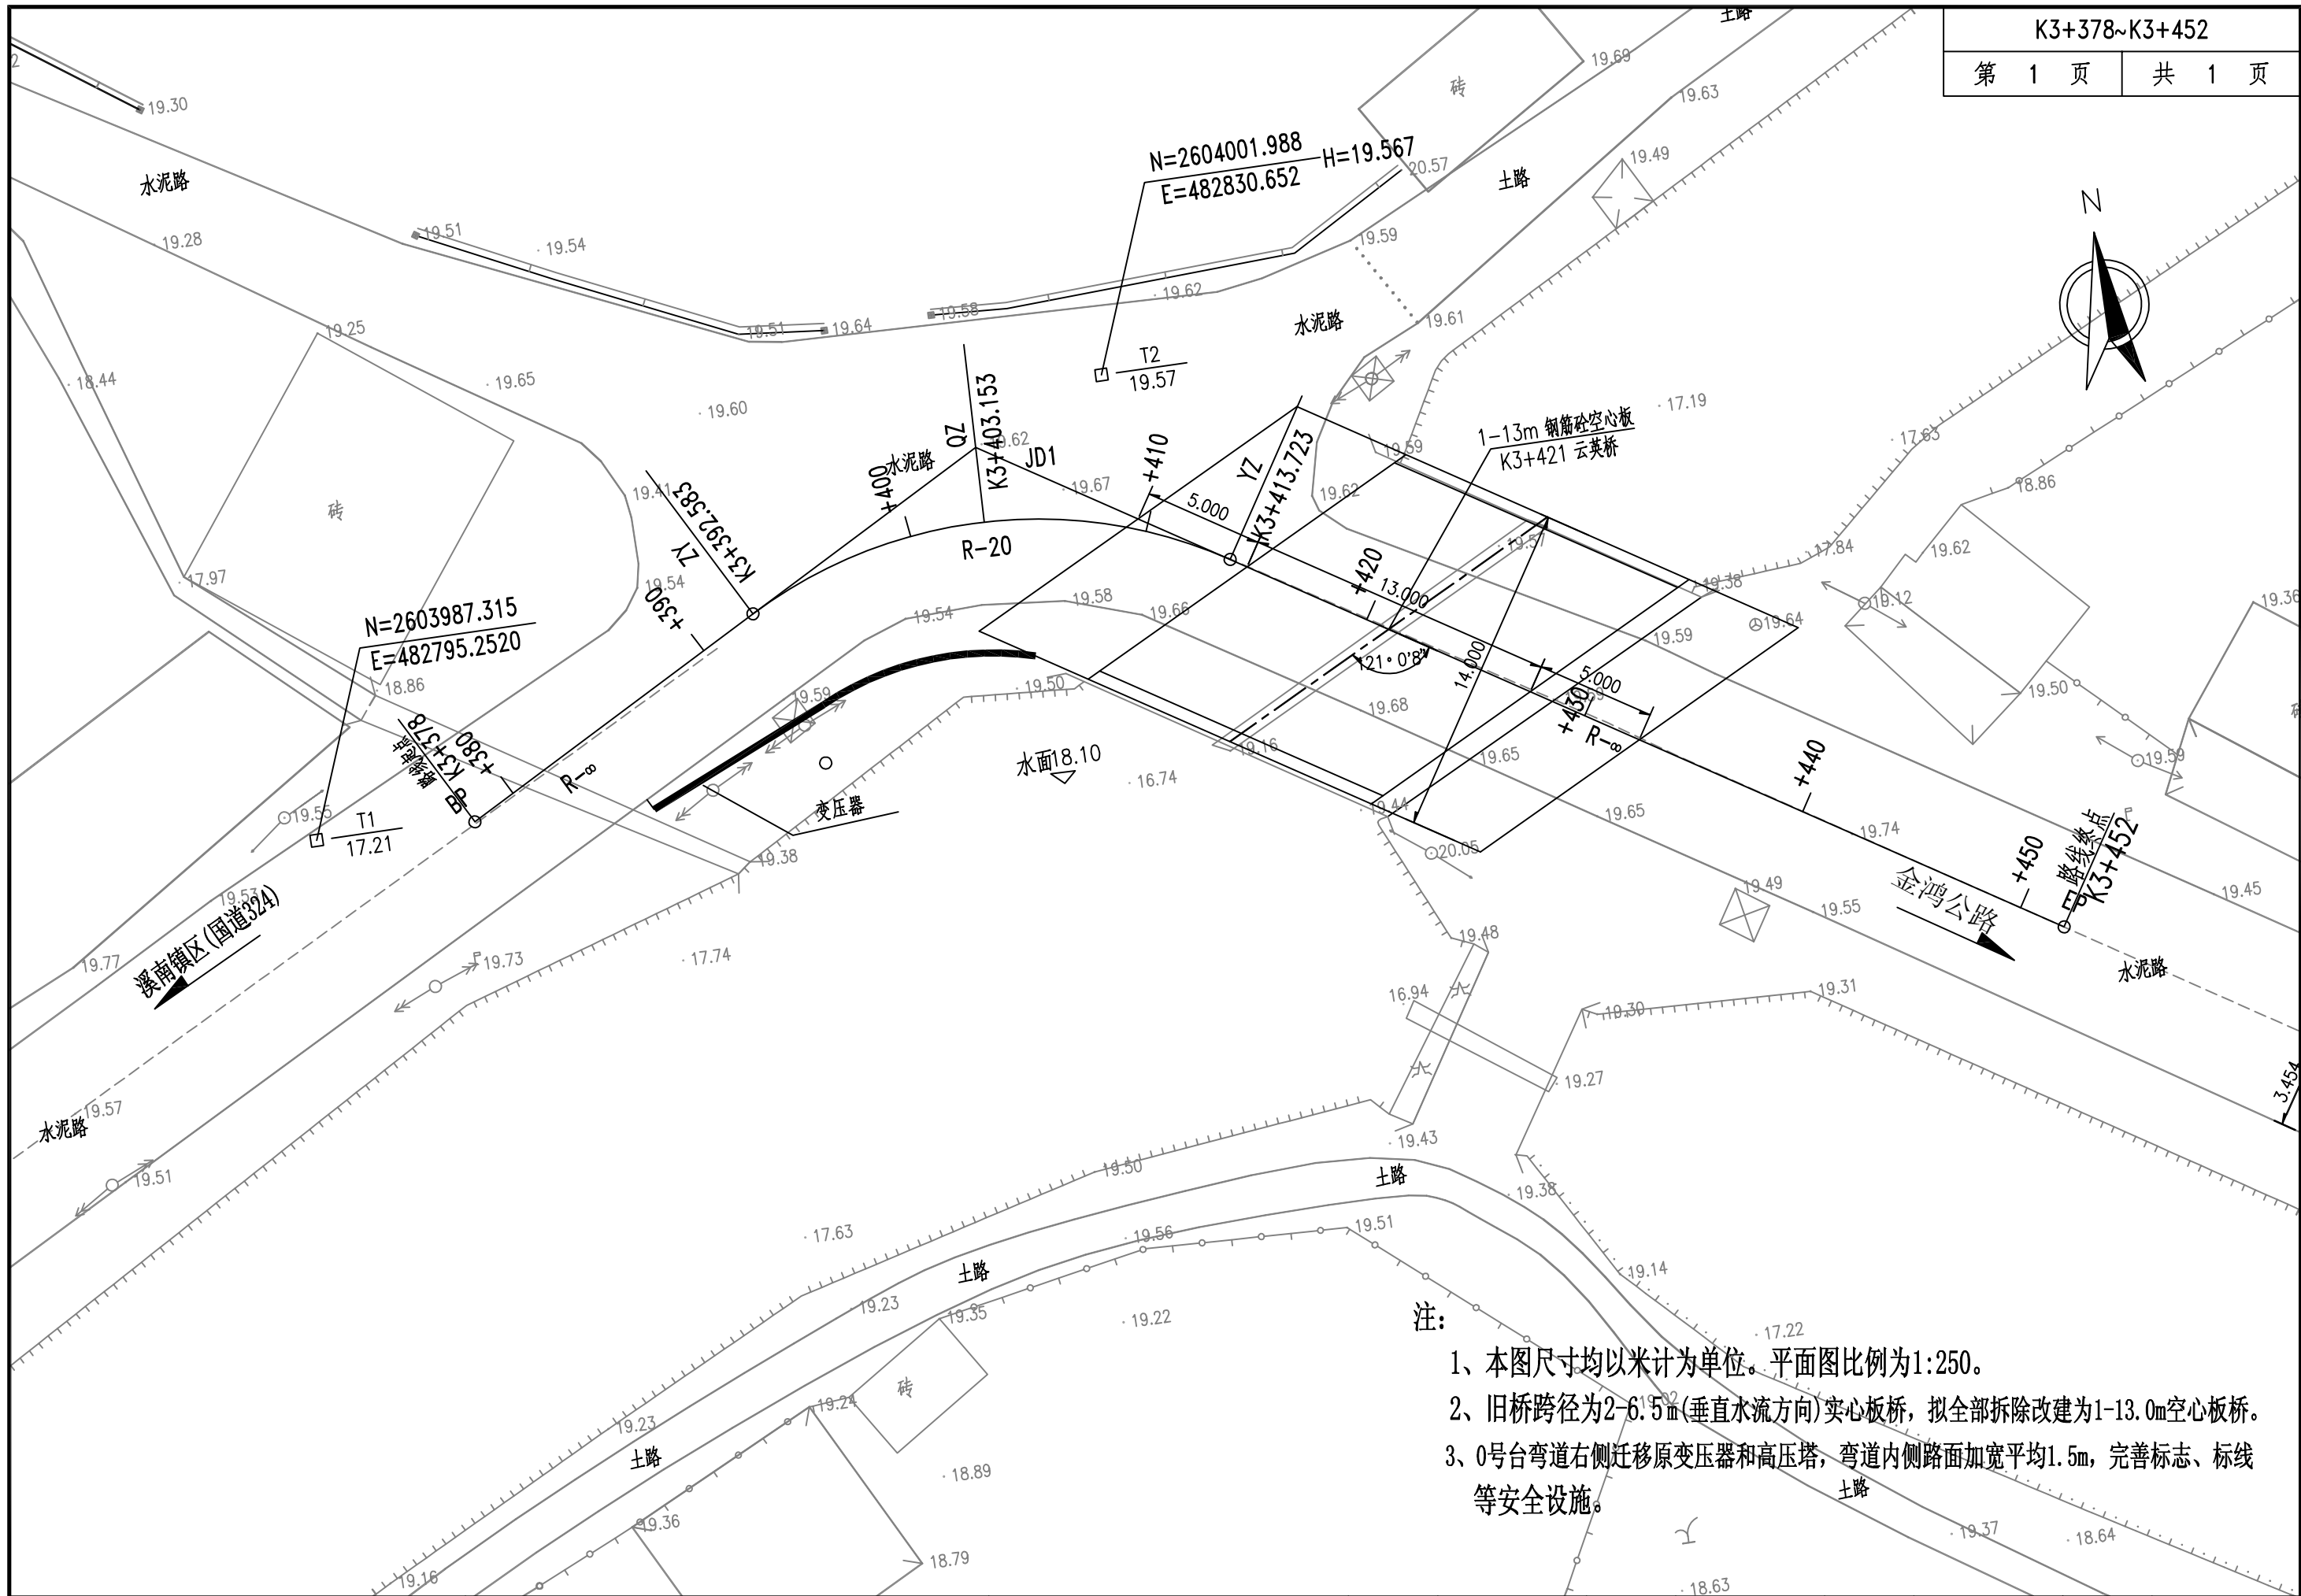 K3+378~K3+452
第 1 页 共 1 页
土路
19.69
砖
19.63
19.30
N=2604001.988
E=482830.652
H=19.567
20.57
19.49
水泥路
土路
N
19.51
19.54
19.28
19.59
19.62
19.58
水泥路
19.61
19.25
19.51
19.64
T2
19.57
18.44
19.65
19.60
17.19
17.63
QZ
K3+403.153
19.62
JD1
水泥路
1-13m 钢筋砼空心板
K3+421 云英桥
19.59
+400
+410
19.67
5.000
YZ
K3+413.723
19.62
18.86
砖
19.41
K3+392.583
ZY
R-20
19.57
17.84
19.62
17.97
19.54
+390
+420
13.000
19.38
19.64
19.12
19.36
N=2603987.315
E=482795.2520
19.54
19.58
19.66
19.59
18.86
19.59
19.50
121°0'8"
14.000
5.000
19.50
19.68
+430
R-∞
路线起点
K3+378
+380
BP
R-∞
水面18.10
16.74
19.16
19.65
+440
19.59
19.55
T1
17.21
变压器
19.44
19.65
19.74
20.05
19.38
19.49
19.55
金鸿公路
+450
EP
路线终点
K3+452
19.45
19.53
溪南镇区(国道324)
19.77
19.73
17.74
19.48
水泥路
16.94
19.30
19.31
19.27
3.454
19.57
水泥路
19.43
19.50
土路
19.51
19.38
17.63
19.56
19.51
土路
19.14
19.23
19.35
19.22
17.22
注:
1、本图尺寸均以米计为单位。平面图比例为1:250。
2、旧桥跨径为2-6.5m(垂直水流方向)实心板桥，拟全部拆除改建为1-13.0m空心板桥。
3、0号台弯道右侧迁移原变压器和高压塔，弯道内侧路面加宽平均1.5m，完善标志、标线
等安全设施。
19.02
砖
19.24
19.23
土路
18.89
土路
19.36
19.37
18.64
18.79
19.16
18.63